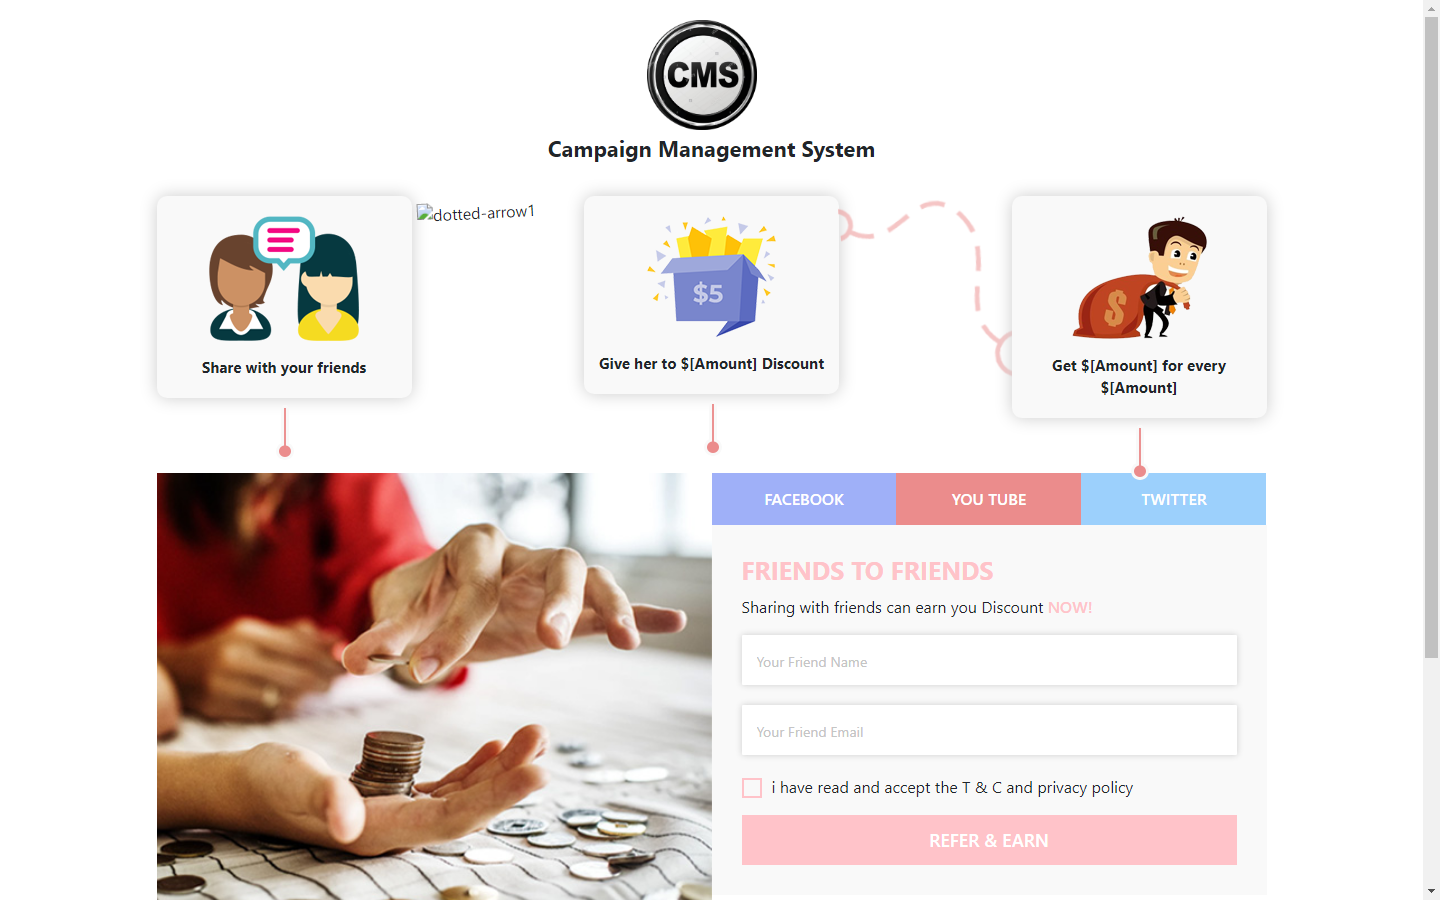 CMS
Campaign Management System
dotted-arrow1
$5
$
Share with your friends
Give her to $[Amount] Discount
Get $[Amount] for every
$[Amount]
FACEBOOK
YOU TUBE
TWITTER
FRIENDS TO FRIENDS
Sharing with friends can earn you Discount NOW!
Your Friend Name
Your Friend Email
i have read and accept the T & C and privacy policy
REFER & EARN